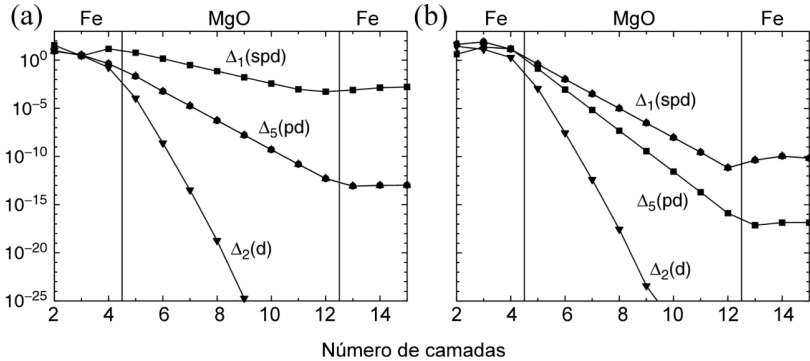 (a)
Fe MgO Fe
10⁰
10⁻⁵
10⁻¹⁰
10⁻¹⁵
10⁻²⁰
10⁻²⁵
Δ₁(spd)
Δ₅(pd)
Δ₂(d)
2 4 6 8 10 12 14
(b)
Fe MgO Fe
Δ₁(spd)
Δ₅(pd)
Δ₂(d)
2 4 6 8 10 12 14
Número de camadas